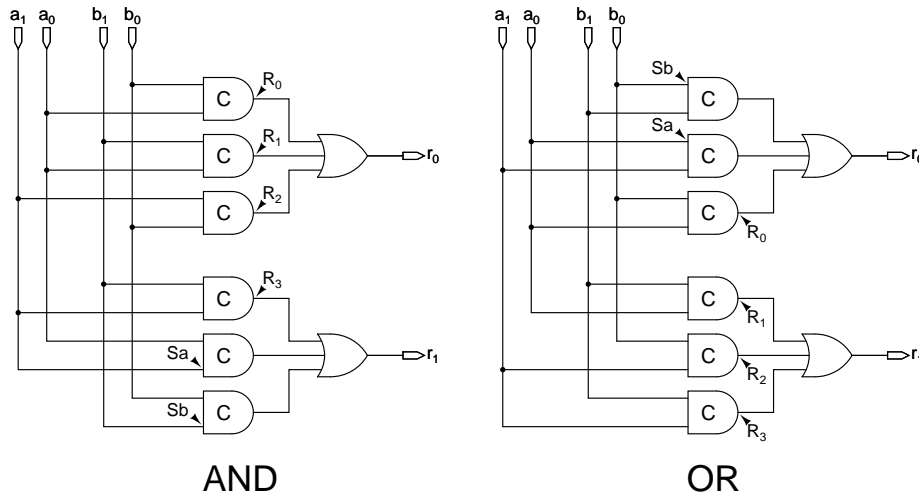 a1 a0 b1 b0 a1 a0 b1 b0
C R0 Sb C
C R1 r0 Sa C r0
C R2 C R0
C R3 C R1
Sa C r1 C R2
Sb C C R3
AND OR